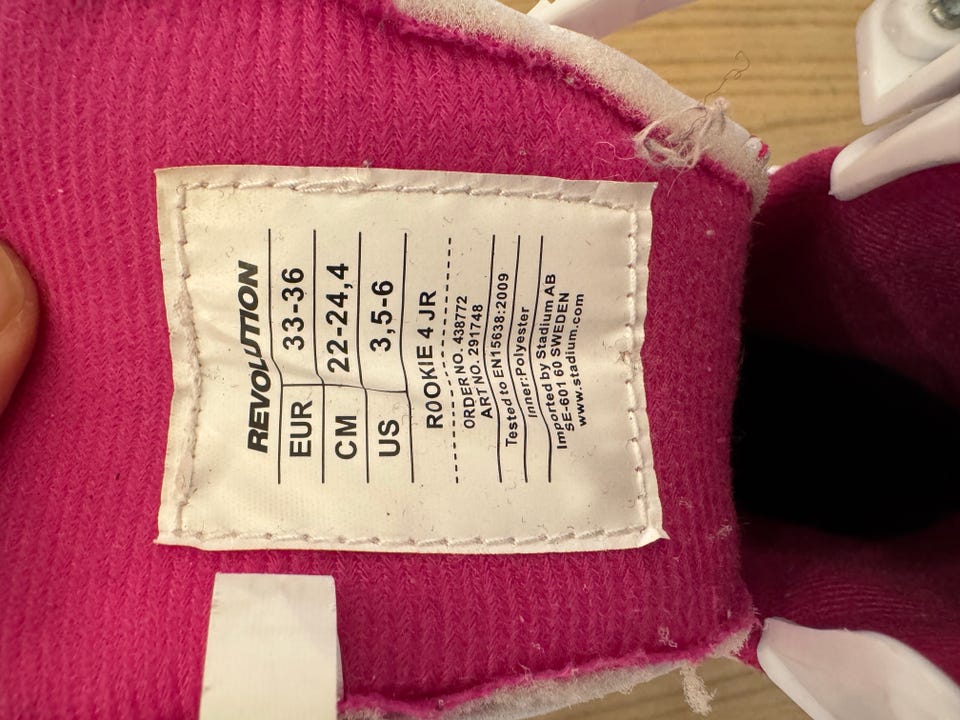 REVOLUTION
EUR 33-36
CM 22-24,4
US 3,5-6
ROOKIE 4 JR
ORDER NO. 438772
ART NO. 291748
Tested to EN15638:2009
Inner:Polyester
Imported by Stadium AB
SE-601 60 SWEDEN
www.stadium.com